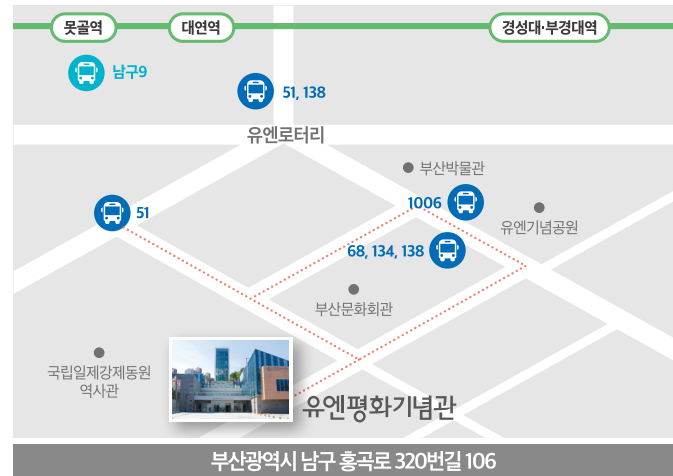 못골역
대연역
경성대·부경대역
남구9
51, 138
유엔로터리
부산박물관
1006
51
유엔기념공원
68, 134, 138
부산문화회관
국립일제강제동원
역사관
유엔평화기념관
부산광역시 남구 홍곡로 320번길 106